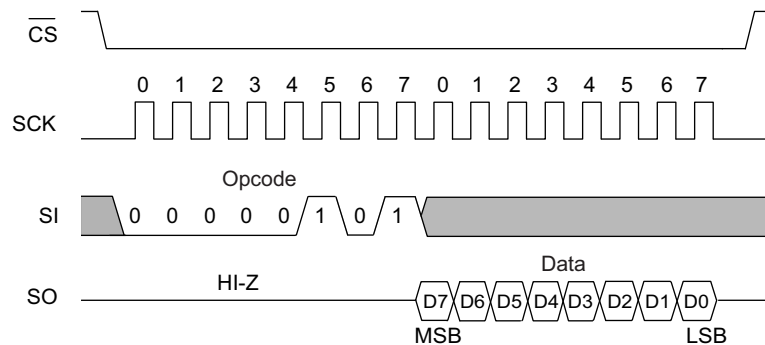 CS
0 1 2 3 4 5 6 7 0 1 2 3 4 5 6 7
SCK
Opcode
SI 0 0 0 0 0 1 0 1
Data
HI-Z
SO D7 D6 D5 D4 D3 D2 D1 D0
MSB LSB